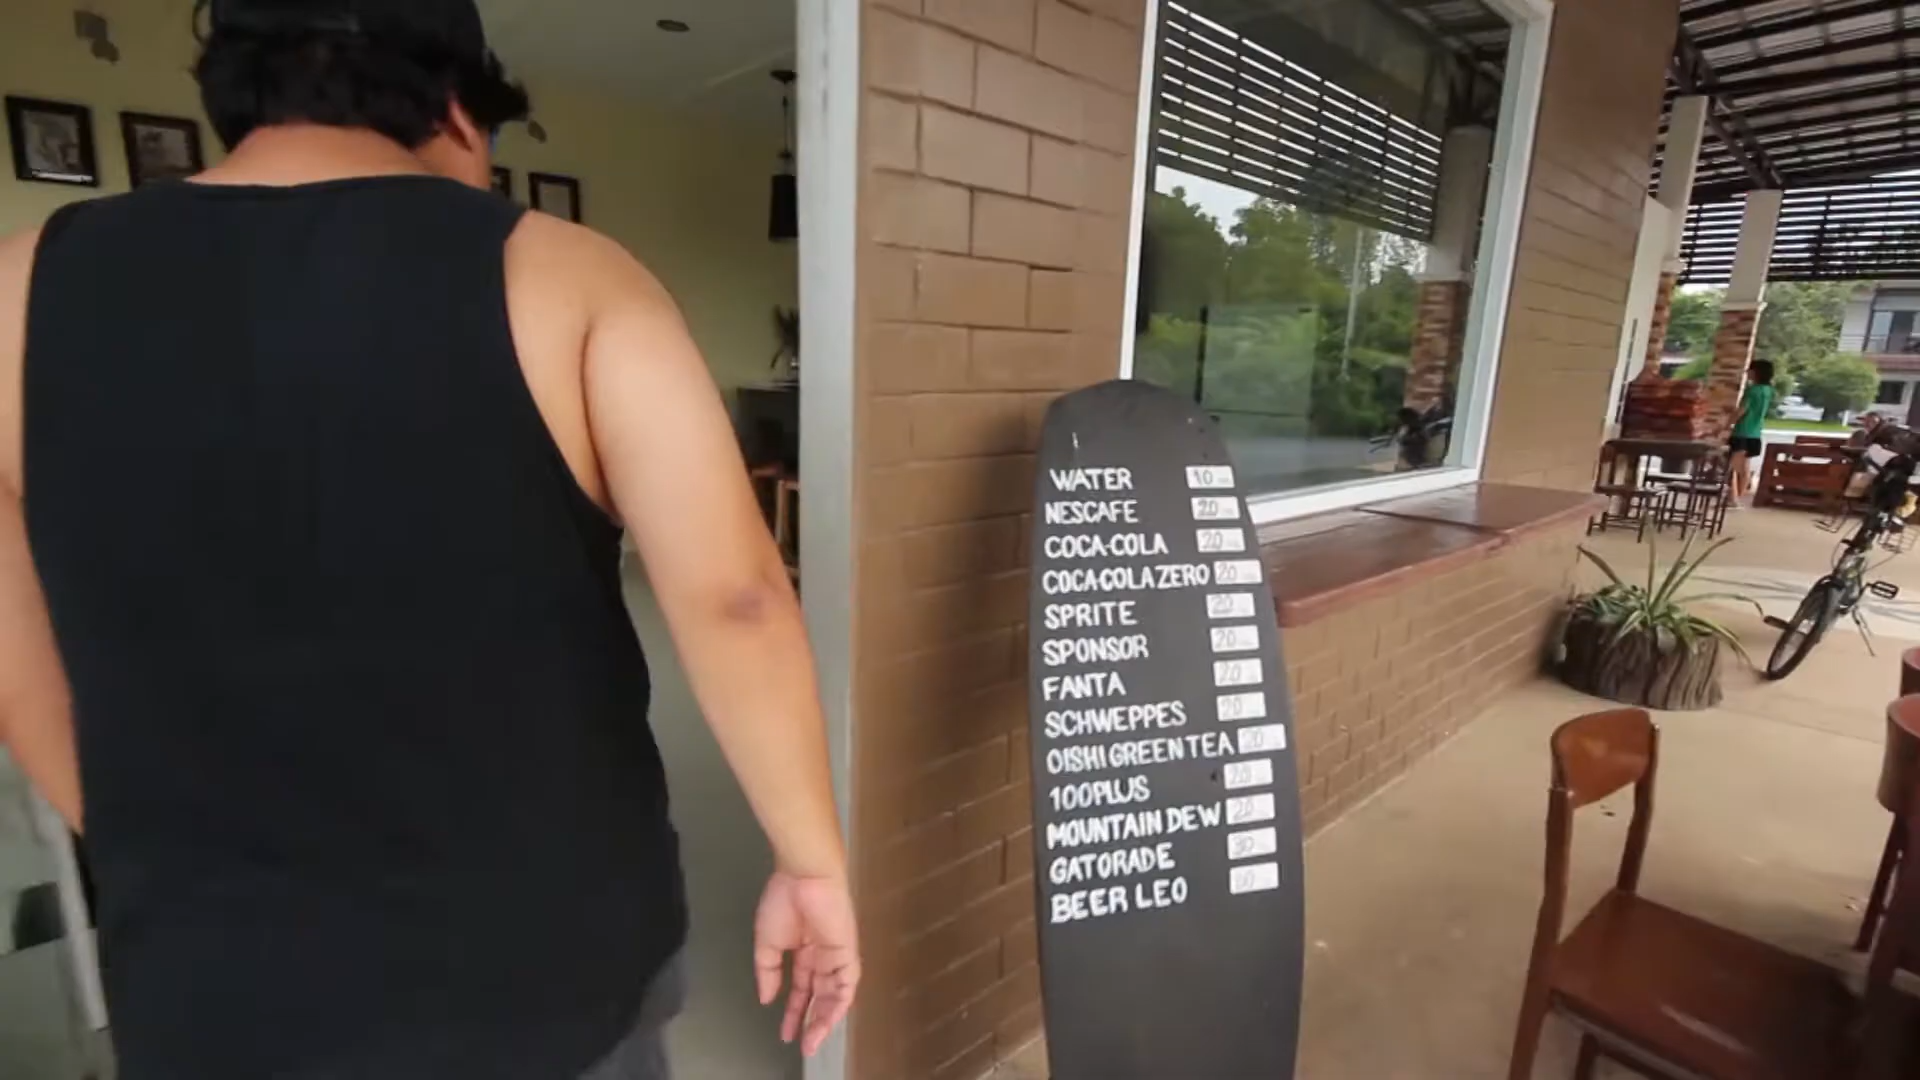 WATER 10
NESCAFE 20
COCA-COLA 20
COCA-COLA ZERO 20
SPRITE 20
SPONSOR 20
FANTA 20
SCHWEPPES 20
OISHI GREEN TEA
100PLUS 20
MOUNTAIN DEW 20
GATORADE 30
BEER LEO